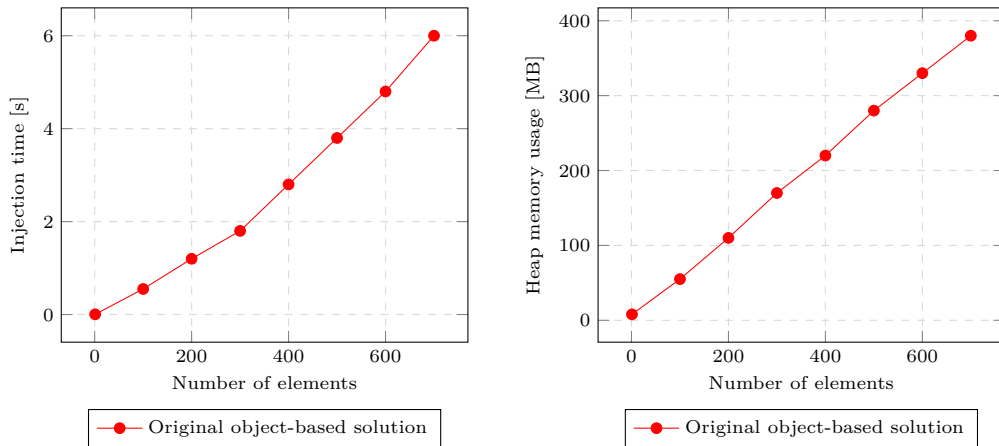 6
4
2
0
Injection time [s]
0
200
400
600
Number of elements
Original object-based solution
400
300
200
100
0
Heap memory usage [MB]
0
200
400
600
Number of elements
Original object-based solution